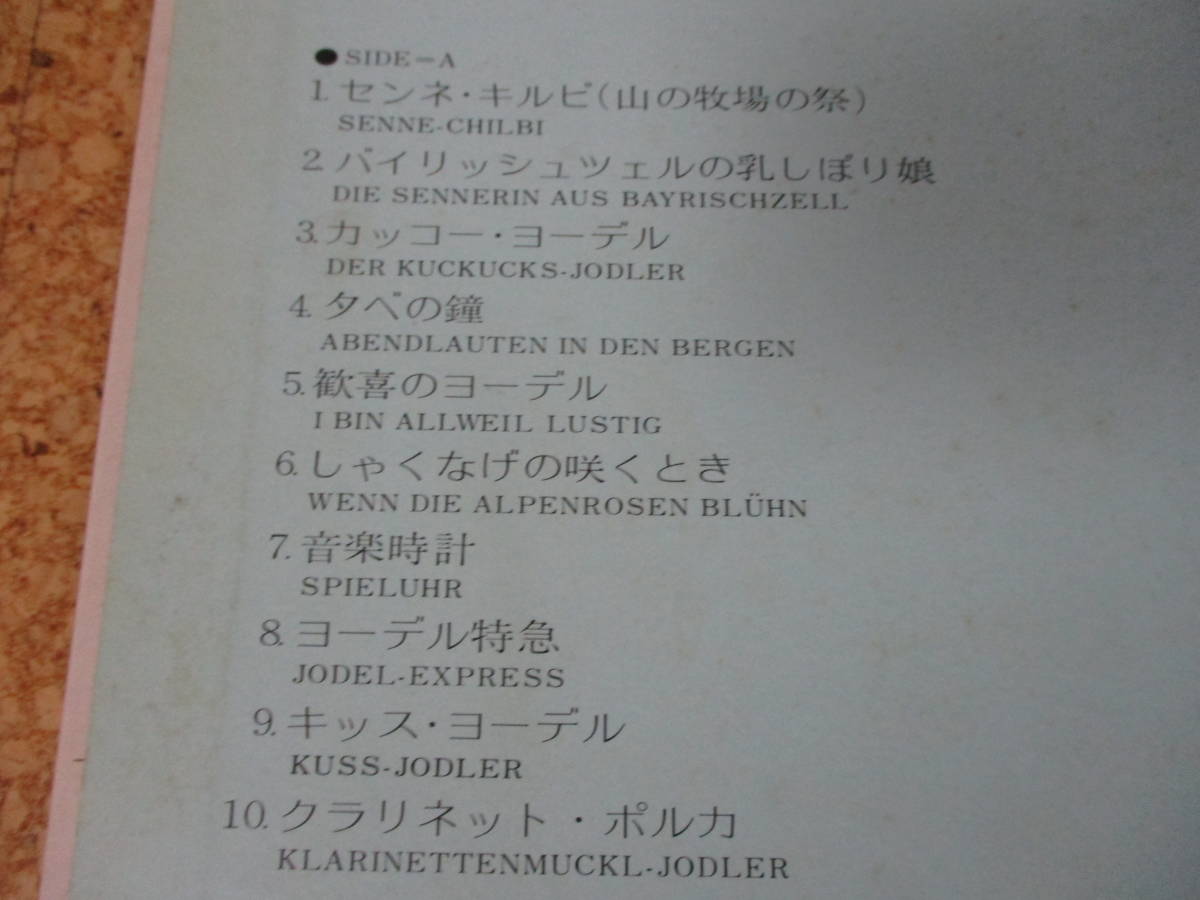 ●SIDE-A
1.センネ・キルビ(山の牧場の祭)
SENNE-CHILBI
2.バイリッシュツェルの乳しぼり娘
DIE SENNERIN AUS BAYRISCHZELL
3.カッコー・ヨーデル
DER KUCKUCKS-JODLER
4.夕べの鐘
ABENDLAUTEN IN DEN BERGEN
5.歓喜のヨーデル
I BIN ALLWEIL LUSTIG
6.しゃくなげの咲くとき
WENN DIE ALPENROSEN BLÜHN
7.音楽時計
SPIELUHR
8.ヨーデル特急
JODEL-EXPRESS
9.キッス・ヨーデル
KUSS-JODLER
10.クラリネット・ポルカ
KLARINETTENMUCKL-JODLER